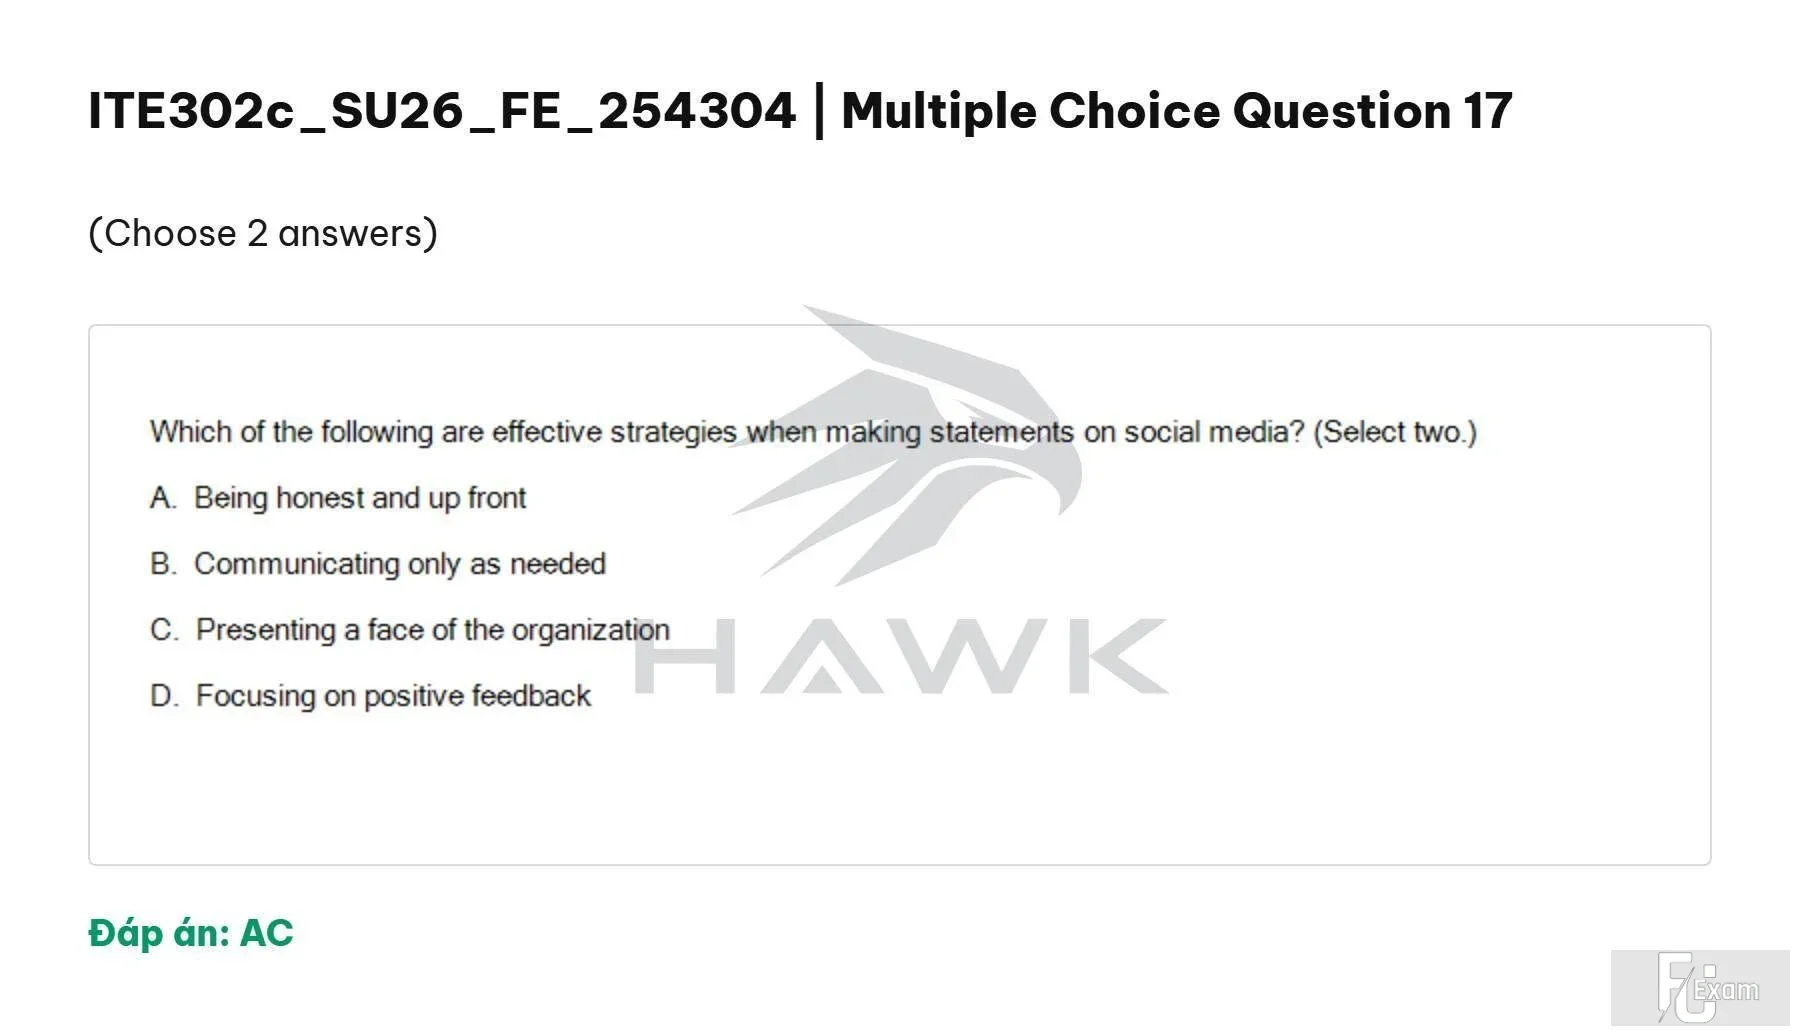 ITE302c_SU26_FE_254304 | Multiple Choice Question 17
(Choose 2 answers)
Which of the following are effective strategies when making statements on social media? (Select two.)
A. Being honest and up front
B. Communicating only as needed
C. Presenting a face of the organization
D. Focusing on positive feedback
HAWK
Đáp án: AC
FU Exam